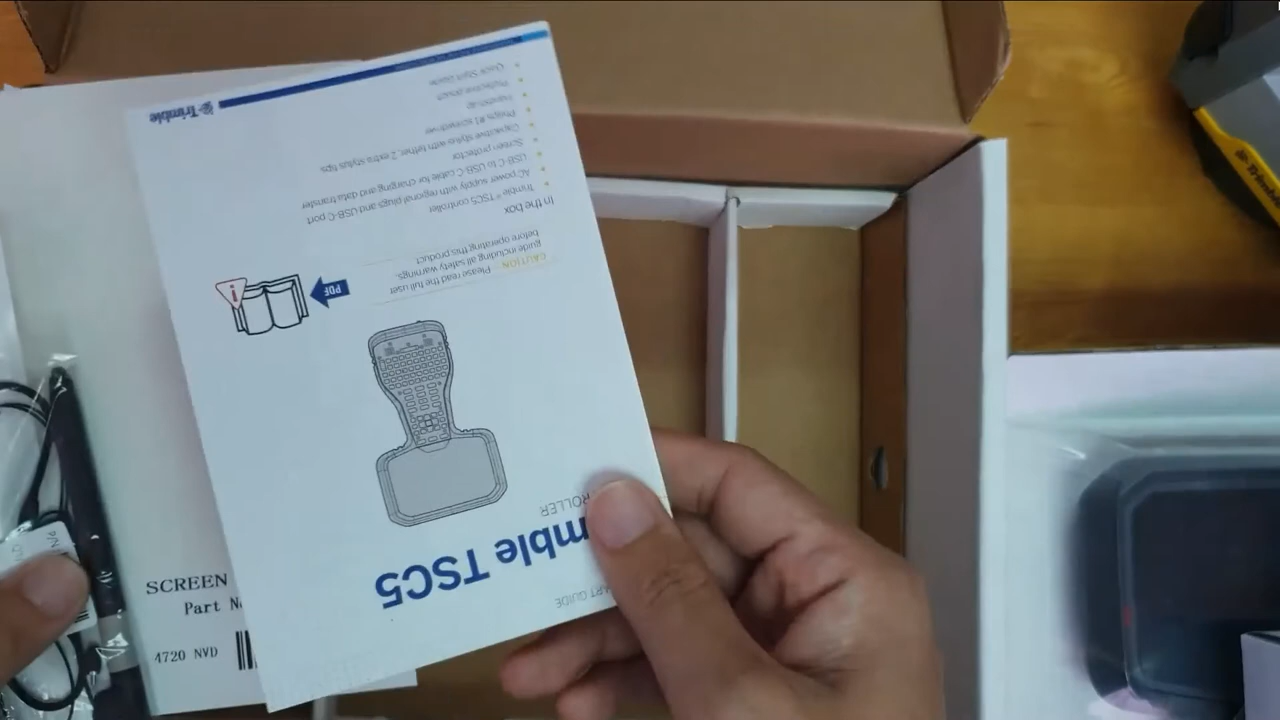 ART GUIDE
mble TSC5
ROLLER
PDF
CAUTION Please read the full user
guide including all safety warnings
before operating this product
In the box
Trimble® TSC5 controller
AC power supply with regional plugs and USB-C port
USB-C to USB-C cable for charging and data transfer
Screen protector
Capacitive stylus with tether, 2 extra stylus tips
Philips #1 screwdriver
Handstrap
Protective pouch
Quick Start Guide
Trimble
SCREEN
Part
4720 NVD
Trimble